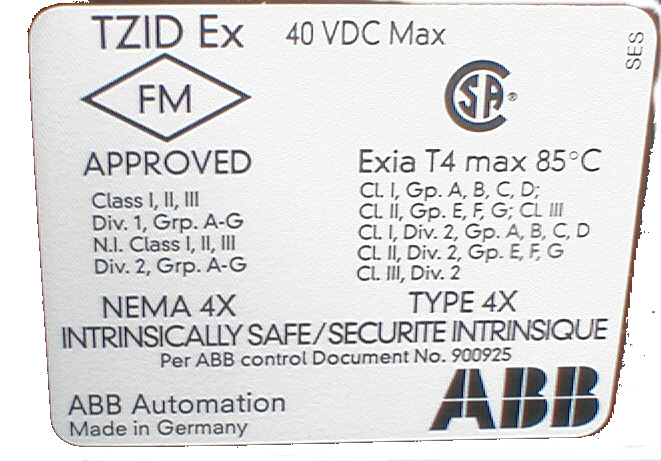 TZID Ex 40 VDC Max
SES
FM
SA®
APPROVED
Class I, II, III
Div. 1, Grp. A-G
N.I. Class I, II, III
Div. 2, Grp. A-G
NEMA 4X
Exia T4 max 85°C
Cl. I, Gp. A, B, C, D;
Cl. II, Gp. E, F, G; Cl. III
Cl. I, Div. 2, Gp. A, B, C, D
Cl. II, Div. 2, Gp. E, F, G
Cl. III, Div. 2
TYPE 4X
INTRINSICALLY SAFE/SECURITE INTRINSIQUE
Per ABB control Document No. 900925
ABB Automation
Made in Germany
ABB